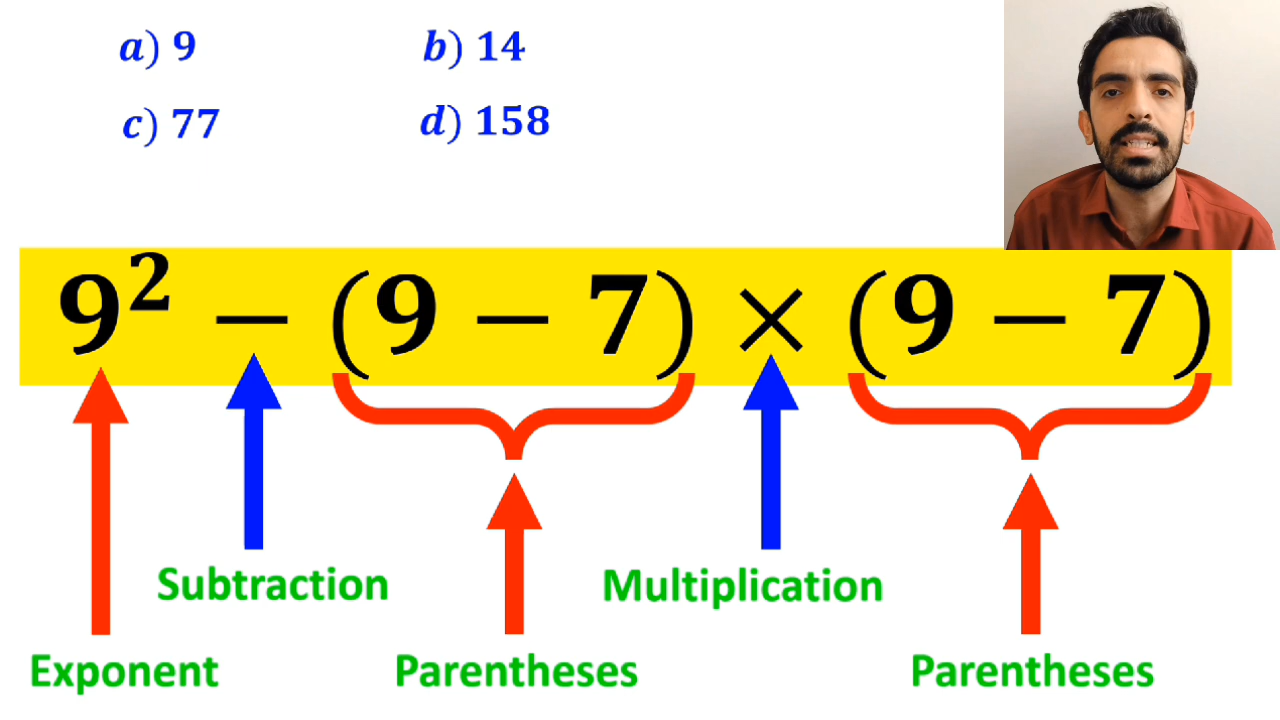 a) 9 b) 14
c) 77 d) 158
9² − (9 − 7) × (9 − 7)
Subtraction Multiplication
Exponent Parentheses Parentheses